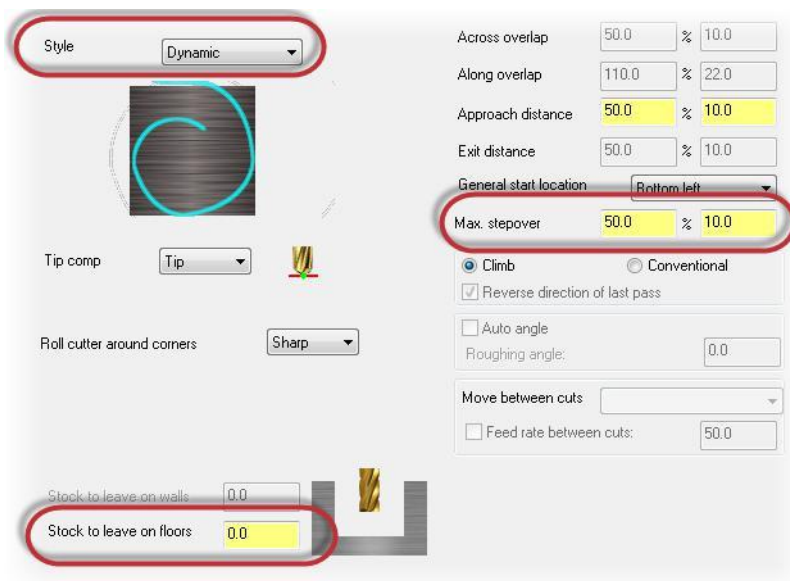 Style Dynamic
Tip comp Tip
Roll cutter around corners Sharp
Stock to leave on walls 0.0
Stock to leave on floors 0.0
Across overlap 50.0 % 10.0
Along overlap 110.0 % 22.0
Approach distance 50.0 % 10.0
Exit distance 50.0 % 10.0
General start location Bottom left
Max. stepover 50.0 % 10.0
Climb Conventional
Reverse direction of last pass
Auto angle
Roughing angle: 0.0
Move between cuts
Feed rate between cuts: 50.0